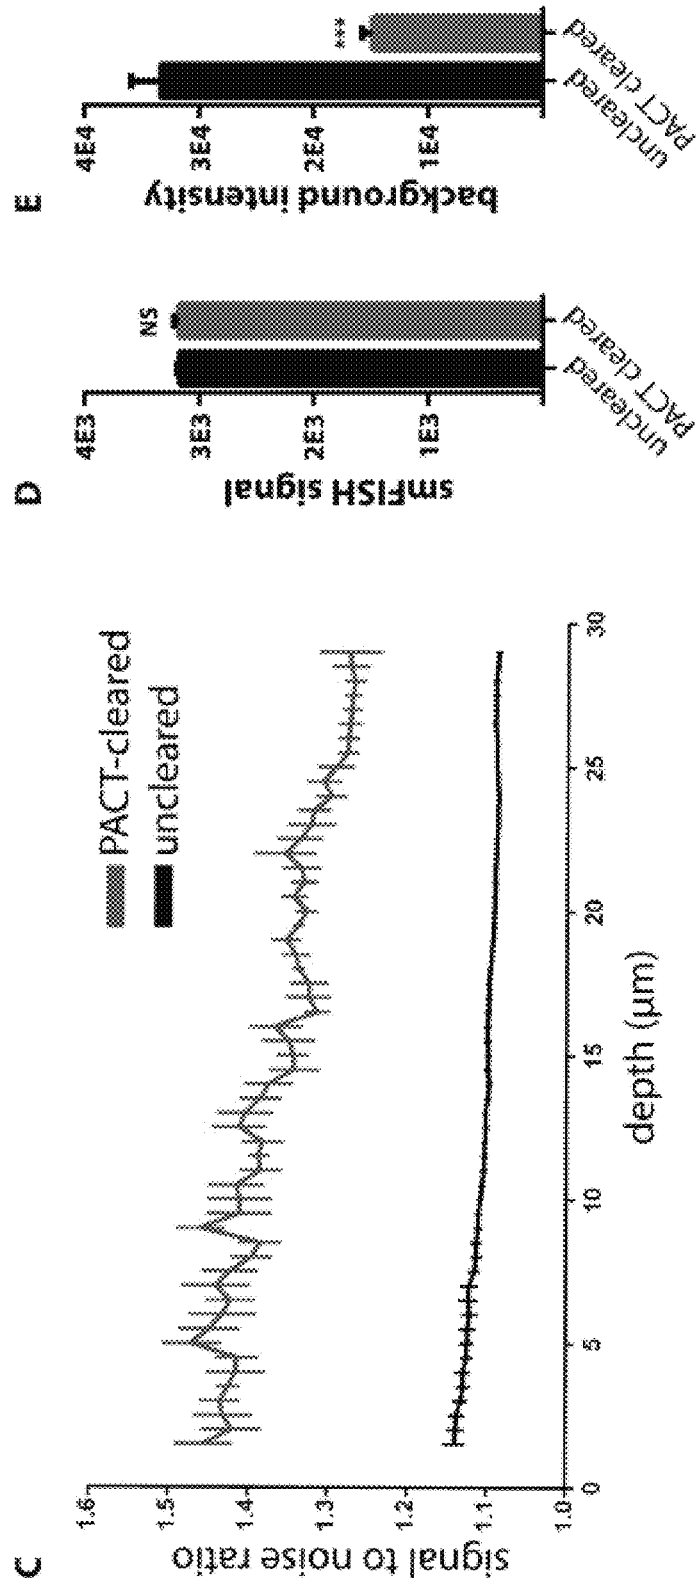 C
signal to noise ratio
1.6
1.5
1.4
1.3
1.2
1.1
1.0
0
5
10
15
20
25
30
depth (μm)
PACT-cleared
uncleared
D
smFISH signal
4E3
3E3
2E3
1E3
NS
uncleared
PACT cleared
E
background intensity
4E4
3E4
2E4
1E4
***
uncleared
PACT cleared